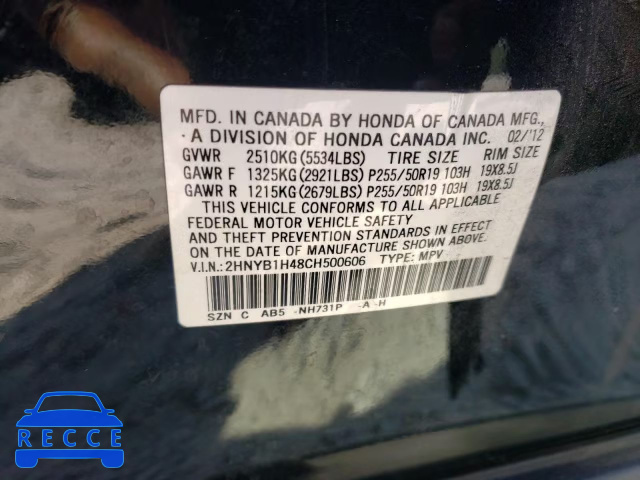 MFD. IN CANADA BY HONDA OF CANADA MFG.,
A DIVISION OF HONDA CANADA INC. 02/'12
GVWR 2510KG(5534LBS) TIRE SIZE RIM SIZE
GAWR F 1325KG(2921LBS)P255/50R19 103H 19X8.5J
GAWR R 1215KG(2679LBS)P255/50R19 103H 19X8.5J
THIS VEHICLE CONFORMS TO ALL APPLICABLE
FEDERAL MOTOR VEHICLE SAFETY
AND THEFT PREVENTION STANDARDS IN EFFECT
ON THE DATE OF MANUFACTURE SHOWN ABOVE.
V.I.N.:2HNYB1H48CH500606 TYPE: MPV
SZN C AB5 -NH731P -A-H
RECCE